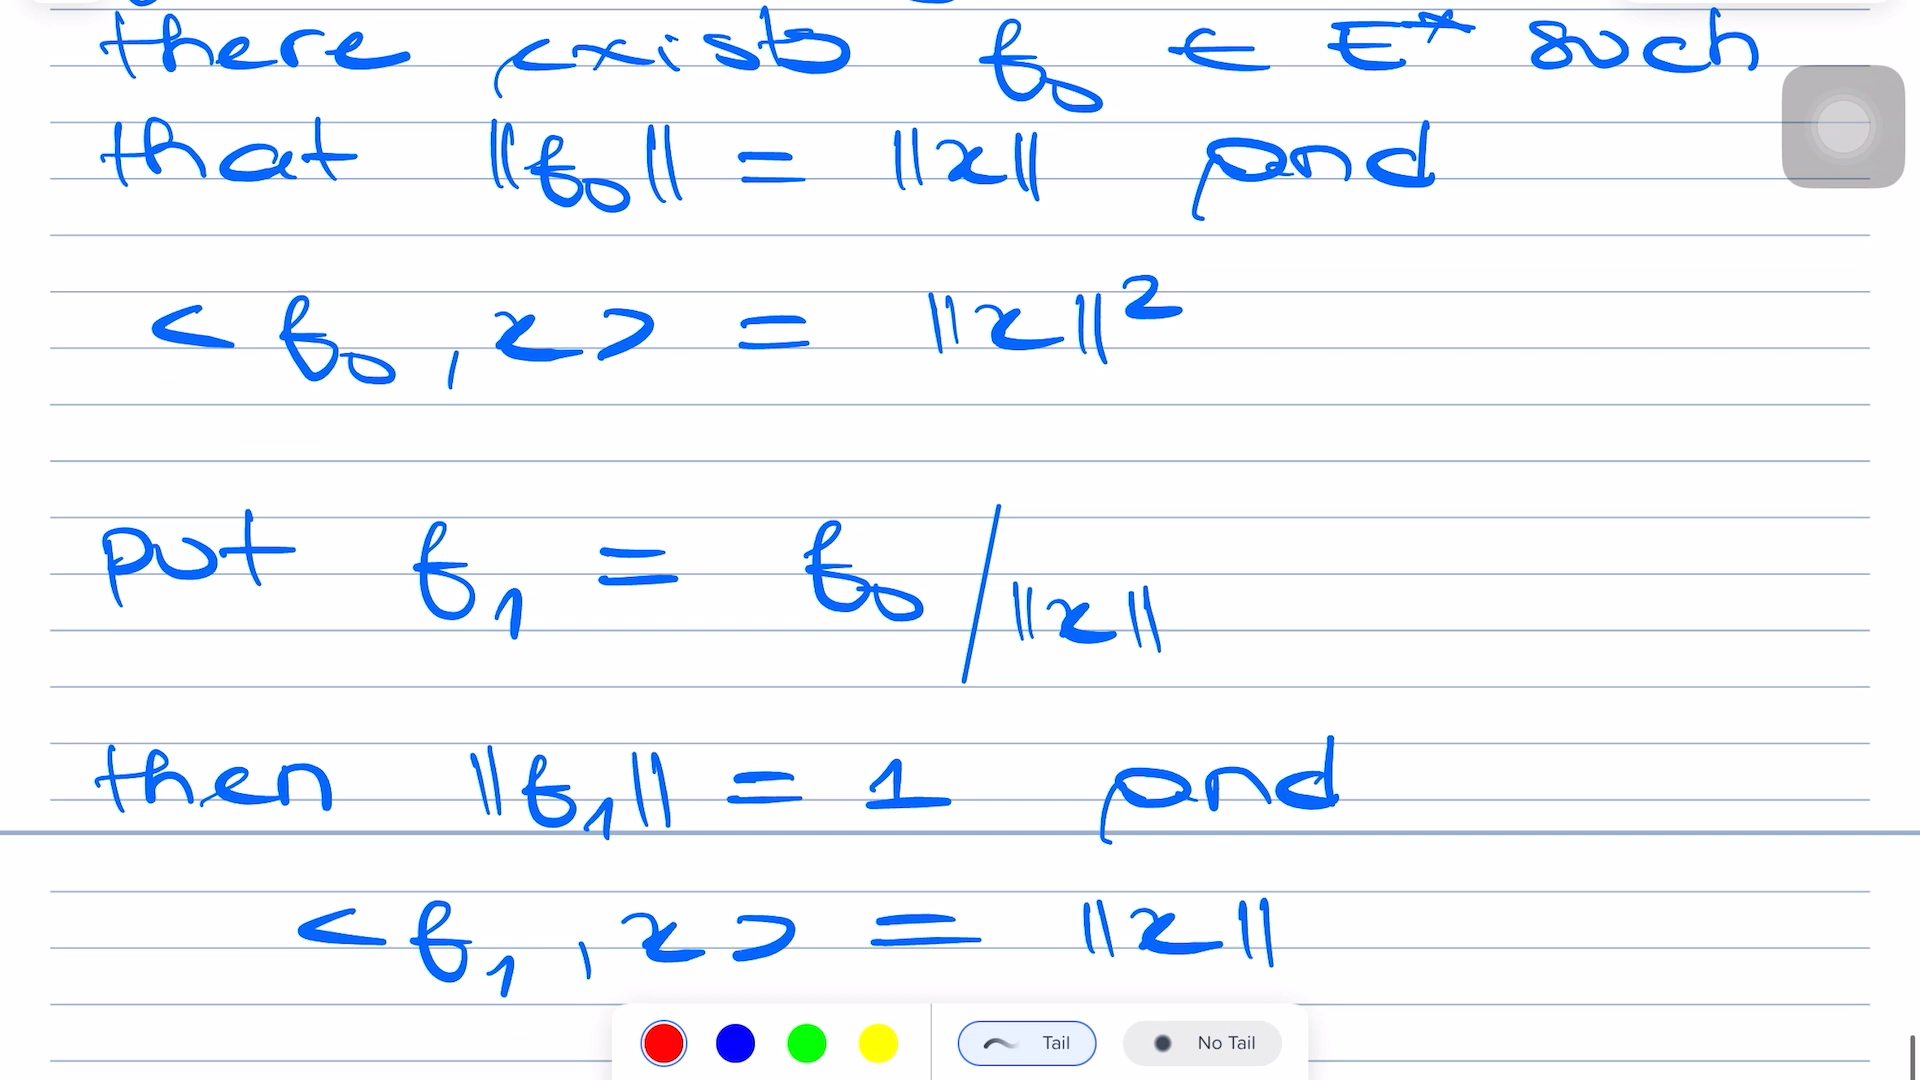 there exists f₀ ∈ E* such
that ||f₀|| = ||x|| and
< f₀ , x > = ||x||²
put f₁ = f₀ / ||x||
then ||f₁|| = 1 and
< f₁ , x > = ||x||
Tail No Tail